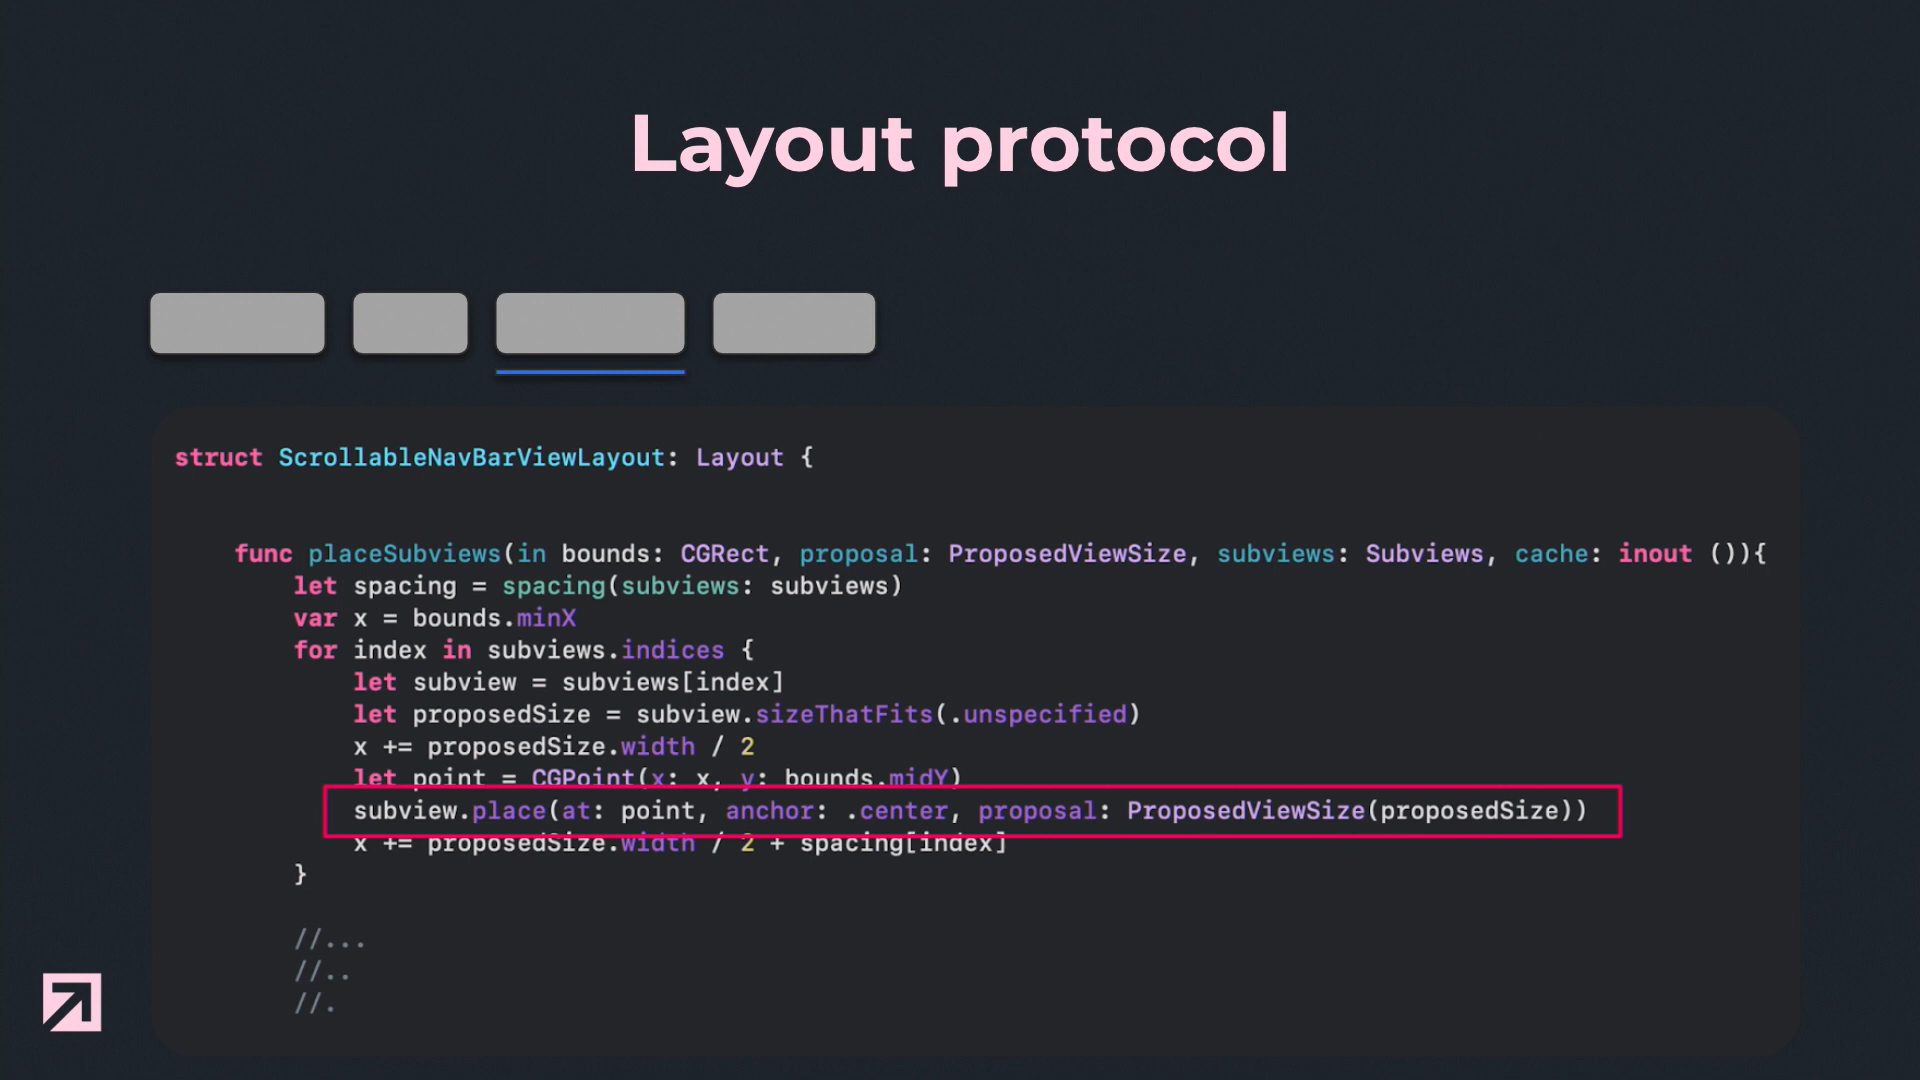 Layout protocol
struct ScrollableNavBarViewLayout: Layout {
func placeSubviews(in bounds: CGRect, proposal: ProposedViewSize, subviews: Subviews, cache: inout ()){
let spacing = spacing(subviews: subviews)
var x = bounds.minX
for index in subviews.indices {
let subview = subviews[index]
let proposedSize = subview.sizeThatFits(.unspecified)
x += proposedSize.width / 2
let point = CGPoint(x: x, y: bounds.midY)
subview.place(at: point, anchor: .center, proposal: ProposedViewSize(proposedSize))
x += proposedSize.width / 2 + spacing[index]
}
//...
//..
//.